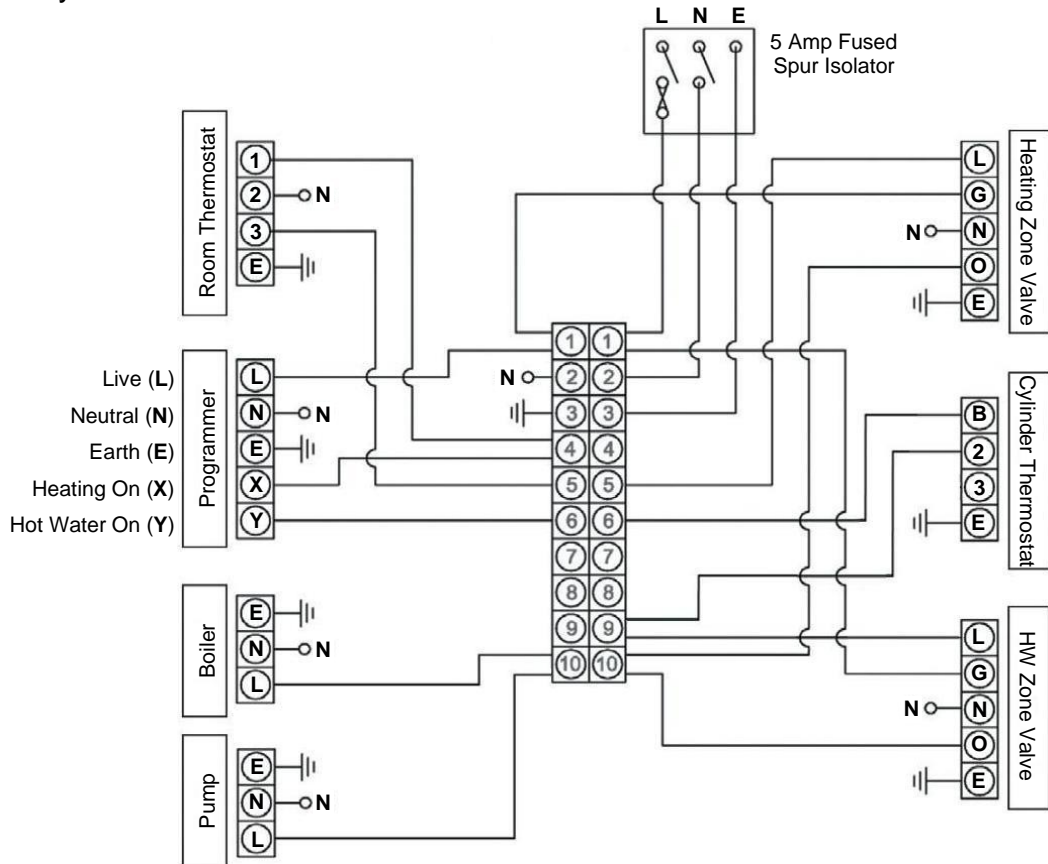 L N E
5 Amp Fused
Spur Isolator
Room Thermostat
1
2 N
3
E
Heating Zone Valve
L
G
N N
O
E
Programmer
Live (L) L
Neutral (N) N N
Earth (E) E
Heating On (X) X
Hot Water On (Y) Y
1 1
N 2 2
3 3
4 4
5 5
6 6
7 7
8 8
9 9
10 10
Cylinder Thermostat
B
2
3
E
Boiler
E
N N
L
HW Zone Valve
L
G
N N
O
E
Pump
E
N N
L